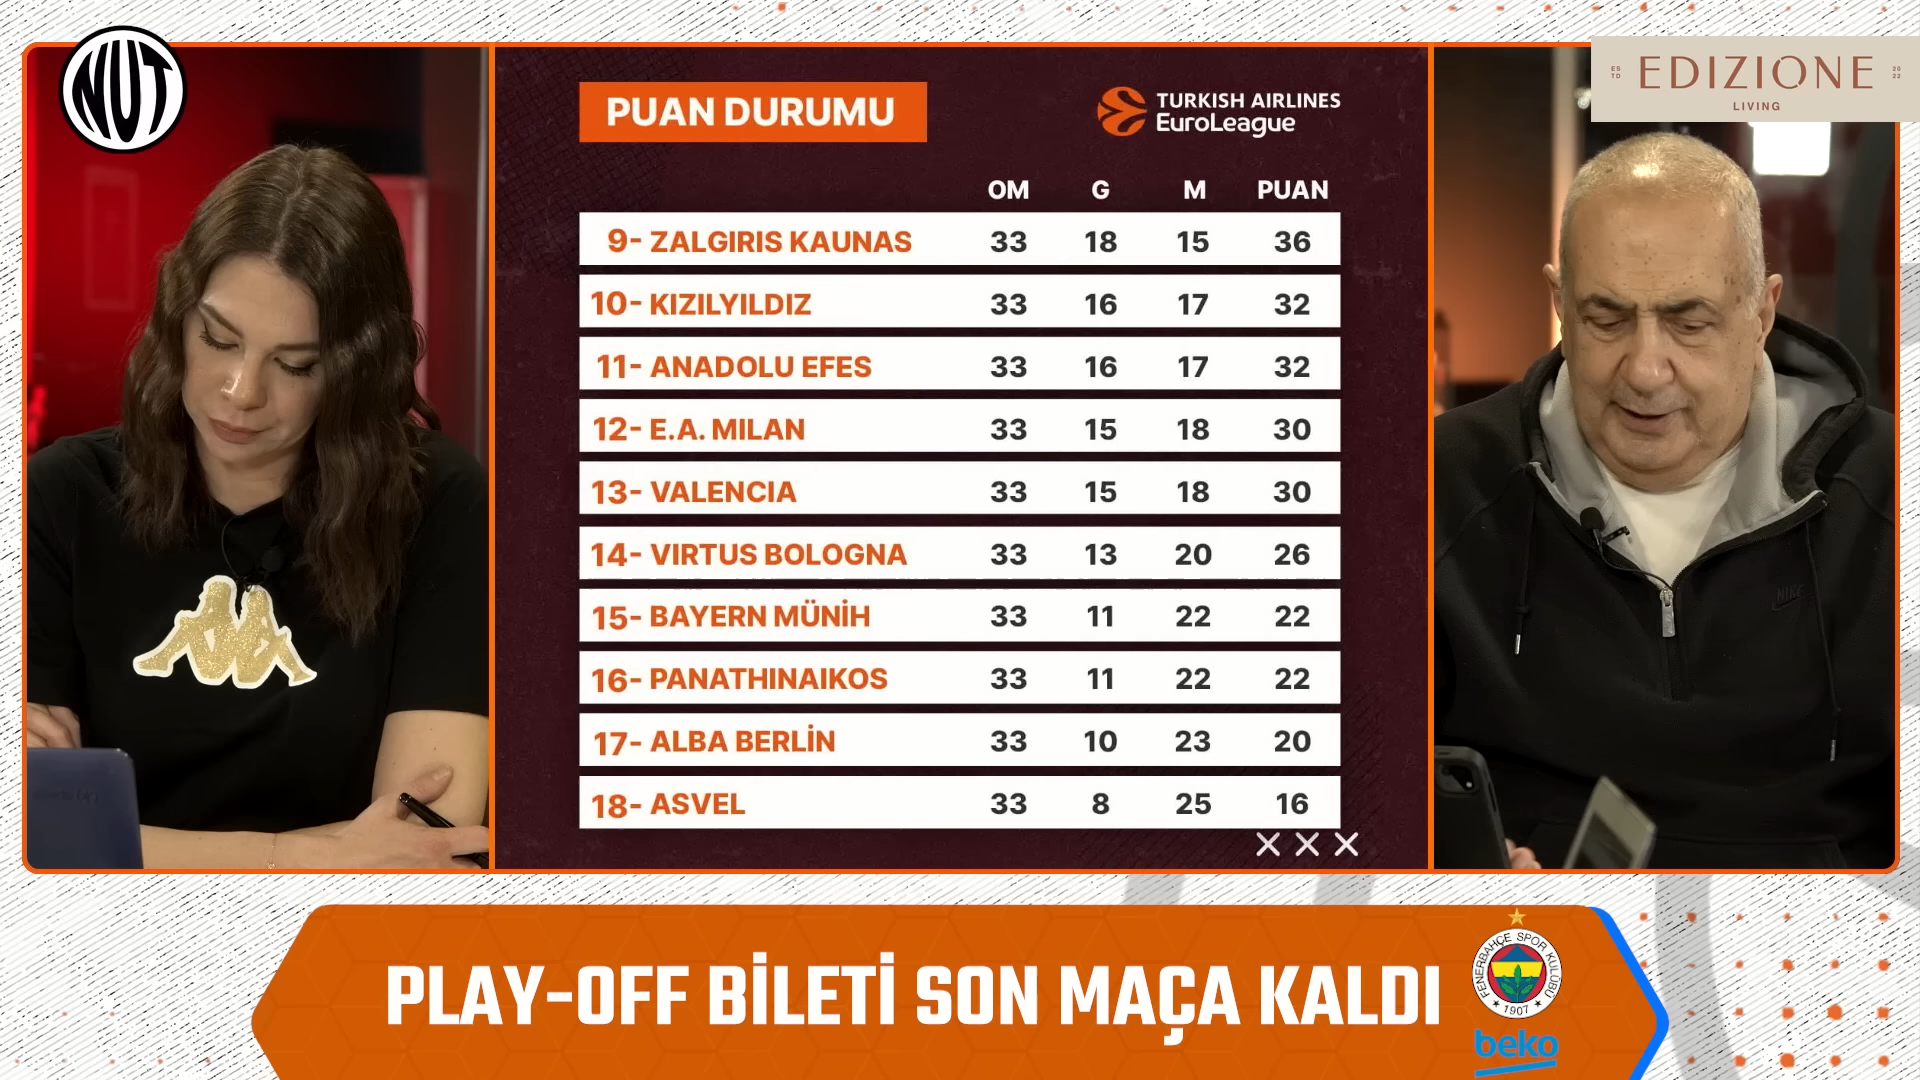 NUT
ESTD
EDIZIONE
2022
LIVING
PUAN DURUMU
TURKISH AIRLINES
EuroLeague
OM G M PUAN
9- ZALGIRIS KAUNAS 33 18 15 36
10- KIZILYILDIZ 33 16 17 32
11- ANADOLU EFES 33 16 17 32
12- E.A. MILAN 33 15 18 30
13- VALENCIA 33 15 18 30
14- VIRTUS BOLOGNA 33 13 20 26
15- BAYERN MÜNİH 33 11 22 22
16- PANATHINAIKOS 33 11 22 22
17- ALBA BERLİN 33 10 23 20
18- ASVEL 33 8 25 16
NIKE
PLAY-OFF BİLETİ SON MAÇA KALDI
FENERBAHÇE SPOR KULÜBÜ
1907
beko